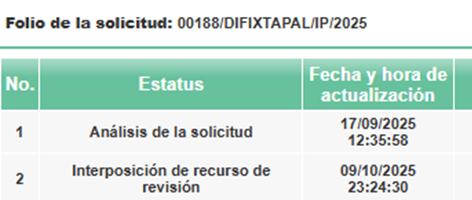 Folio de la solicitud: 00188/DIFIXTAPAL/IP/2025
No. Estatus Fecha y hora de
actualización
1 Análisis de la solicitud 17/09/2025
12:35:58
2 Interposición de recurso de
revisión 09/10/2025
23:24:30